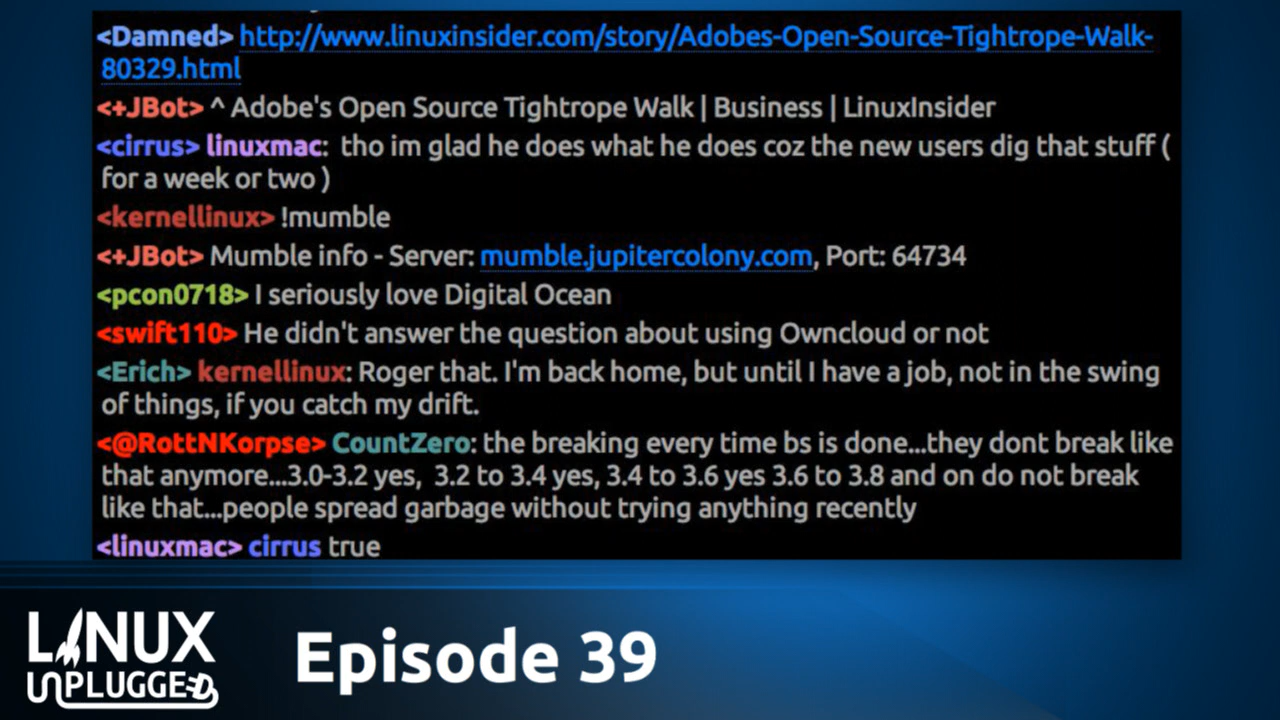 <Damned> http://www.linuxinsider.com/story/Adobes-Open-Source-Tightrope-Walk-
80329.html
<+JBot> ^ Adobe's Open Source Tightrope Walk | Business | LinuxInsider
<cirrus> linuxmac:  tho im glad he does what he does coz the new users dig that stuff (
for a week or two )
<kernellinux> !mumble
<+JBot> Mumble info - Server: mumble.jupitercolony.com, Port: 64734
<pcon0718> I seriously love Digital Ocean
<swift110> He didn't answer the question about using Owncloud or not
<Erich> kernellinux: Roger that. I'm back home, but until I have a job, not in the swing
of things, if you catch my drift.
<@RottNKorpse> CountZero: the breaking every time bs is done...they dont break like
that anymore...3.0-3.2 yes,  3.2 to 3.4 yes, 3.4 to 3.6 yes 3.6 to 3.8 and on do not break
like that...people spread garbage without trying anything recently
<linuxmac> cirrus true
LINUX
UNPLUGGED
Episode 39